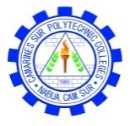 CAMARINES SUR POLYTECHNIC COLLEGES
NABUA, CAM. SUR